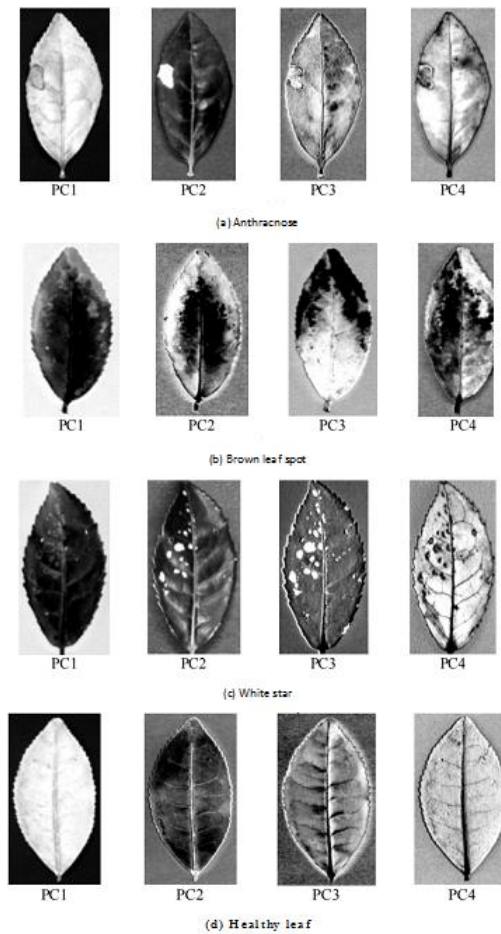 PC1 PC2 PC3 PC4
(a) Anthracnose
PC1 PC2 PC3 PC4
(b) Brown leaf spot
PC1 PC2 PC3 PC4
(c) White star
PC1 PC2 PC3 PC4
(d) Healthy leaf